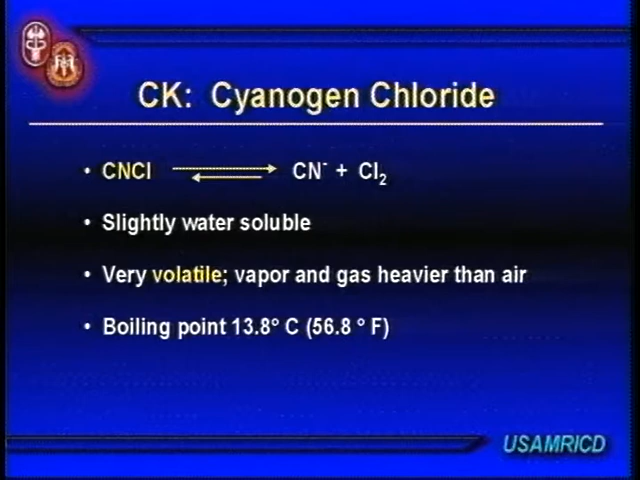 CK: Cyanogen Chloride
• CNCl ⇌ CN⁻ + Cl₂
• Slightly water soluble
• Very volatile; vapor and gas heavier than air
• Boiling point 13.8° C (56.8 ° F)
USAMRICD